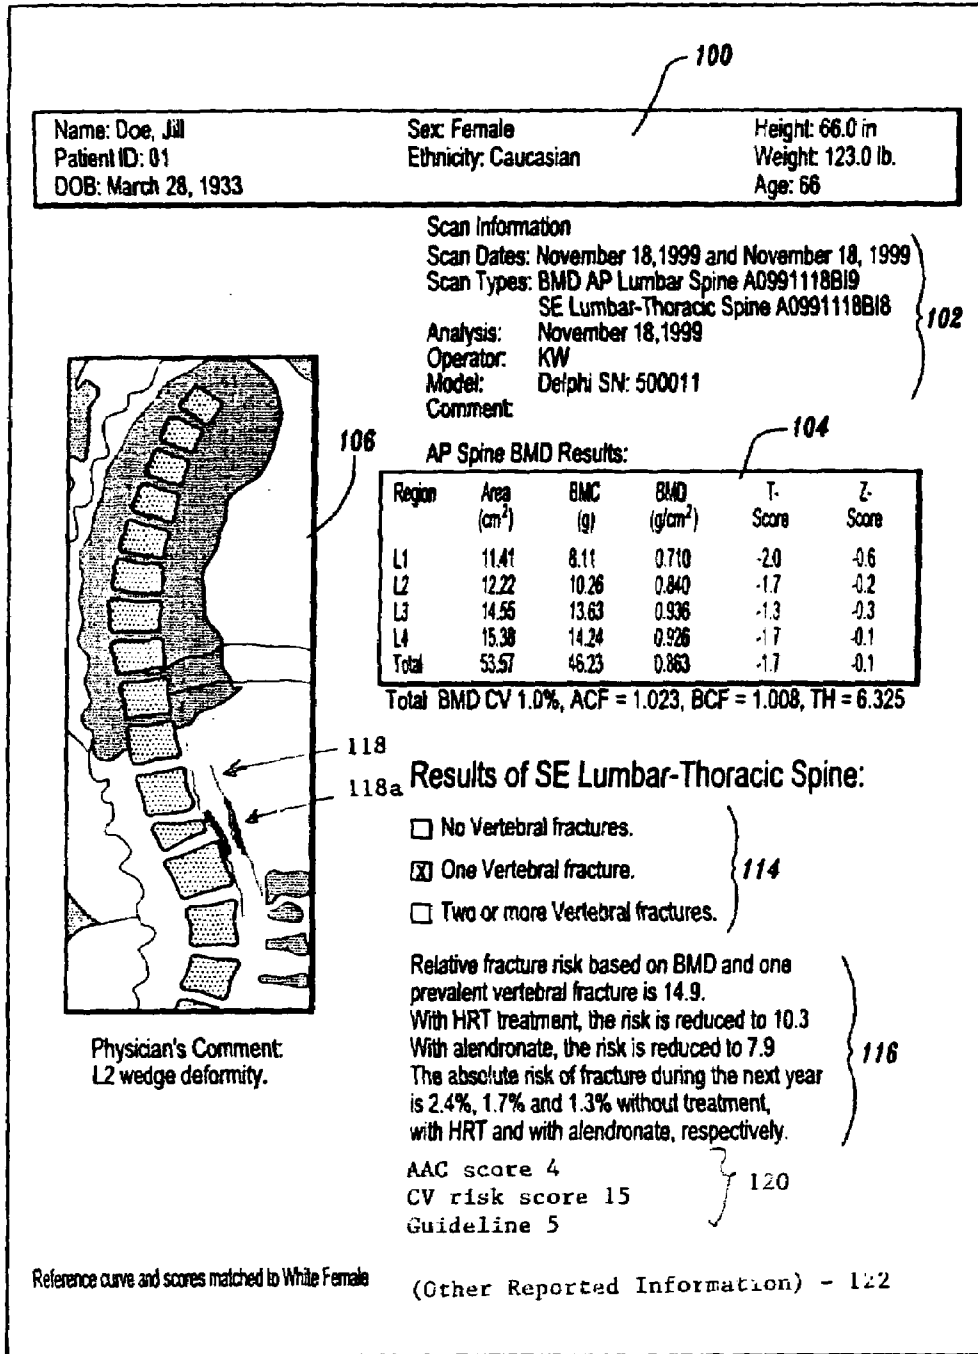 100
Name: Doe, Jill Sex: Female Height: 66.0 in
Patient ID: 01 Ethnicity: Caucasian Weight: 123.0 lb.
DOB: March 28, 1933 Age: 66
Scan Information
Scan Dates: November 18,1999 and November 18, 1999
Scan Types: BMD AP Lumbar Spine A0991118BI9
SE Lumbar-Thoracic Spine A0991118BI8
102
Analysis: November 18,1999
Operator: KW
Model: Delphi SN: 500011
Comment:
106
104
AP Spine BMD Results:
Region Area BMC BMD T- Z-
(cm²) (g) (g/cm²) Score Score
L1 11.41 8.11 0.710 -2.0 -0.6
L2 12.22 10.26 0.840 -1.7 -0.2
L3 14.55 13.63 0.936 -1.3 -0.3
L4 15.38 14.24 0.926 -1.7 -0.1
Total 53.57 46.23 0.863 -1.7 -0.1
Total BMD CV 1.0%, ACF = 1.023, BCF = 1.008, TH = 6.325
118
118a
Results of SE Lumbar-Thoracic Spine:
No Vertebral fractures.
X One Vertebral fracture.
Two or more Vertebral fractures.
114
Relative fracture risk based on BMD and one
prevalent vertebral fracture is 14.9.
With HRT treatment, the risk is reduced to 10.3
With alendronate, the risk is reduced to 7.9
The absolute risk of fracture during the next year
is 2.4%, 1.7% and 1.3% without treatment,
with HRT and with alendronate, respectively.
116
Physician's Comment:
L2 wedge deformity.
AAC score 4
CV risk score 15
Guideline 5
120
Reference curve and scores matched to White Female
(Other Reported Information) - 122